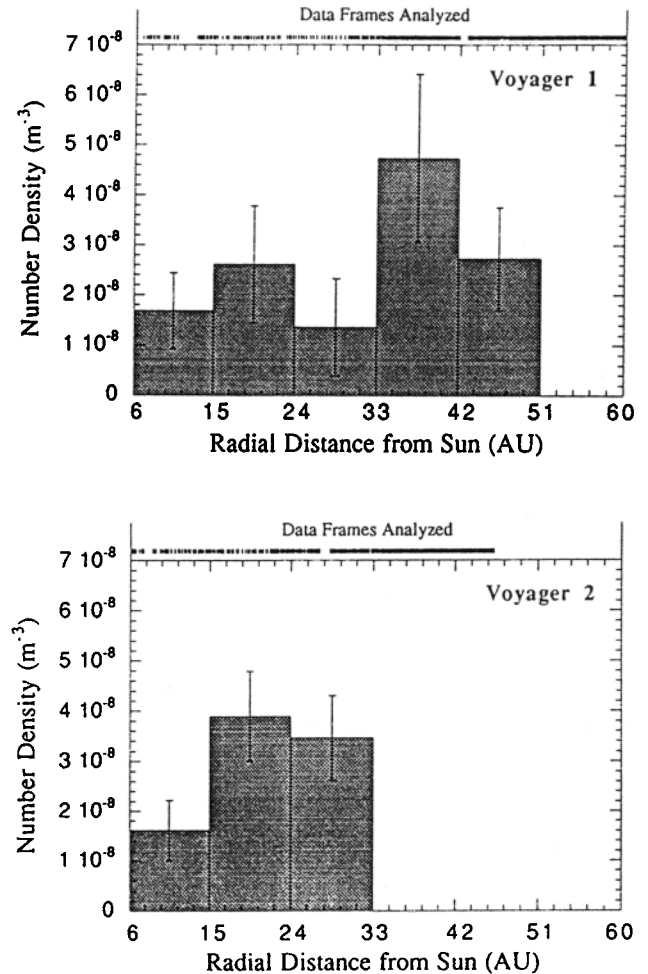 Data Frames Analyzed
Voyager 1
7 10⁻⁸
6 10⁻⁸
5 10⁻⁸
4 10⁻⁸
3 10⁻⁸
2 10⁻⁸
1 10⁻⁸
0
Number Density (m⁻³)
6 15 24 33 42 51 60
Radial Distance from Sun (AU)
Data Frames Analyzed
Voyager 2
7 10⁻⁸
6 10⁻⁸
5 10⁻⁸
4 10⁻⁸
3 10⁻⁸
2 10⁻⁸
1 10⁻⁸
0
Number Density (m⁻³)
6 15 24 33 42 51 60
Radial Distance from Sun (AU)